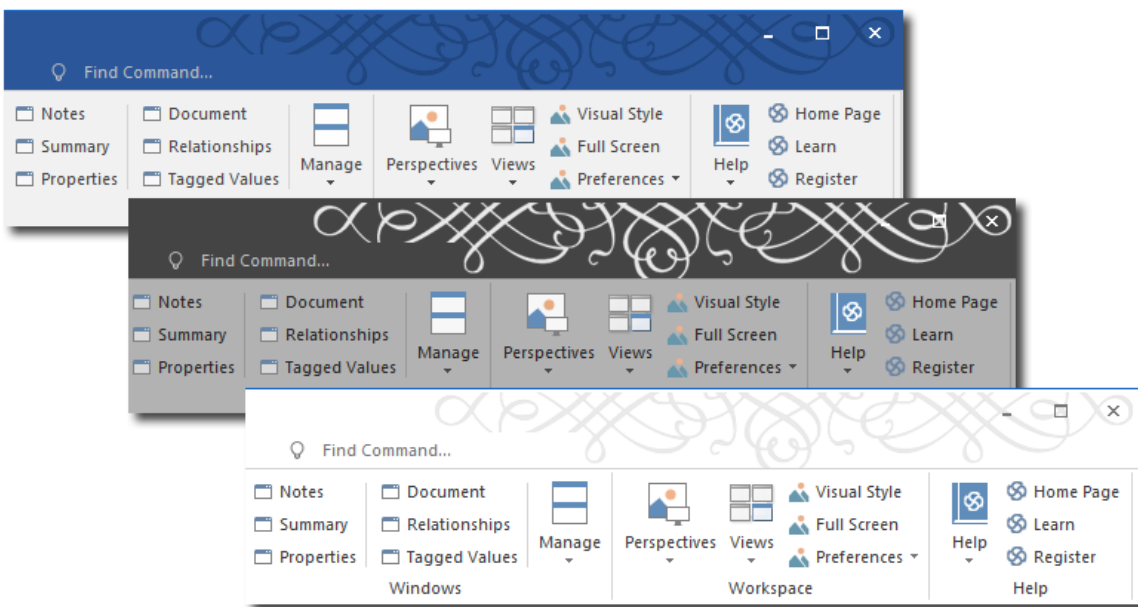 Find Command...
Notes Document Visual Style Home Page
Summary Relationships Manage Perspectives Views Full Screen Help Learn
Properties Tagged Values Preferences Register
Find Command...
Notes Document Visual Style Home Page
Summary Relationships Manage Perspectives Views Full Screen Help Learn
Properties Tagged Values Preferences Register
Find Command...
Notes Document Visual Style Home Page
Summary Relationships Manage Perspectives Views Full Screen Help Learn
Properties Tagged Values Preferences Register
Windows Workspace Help